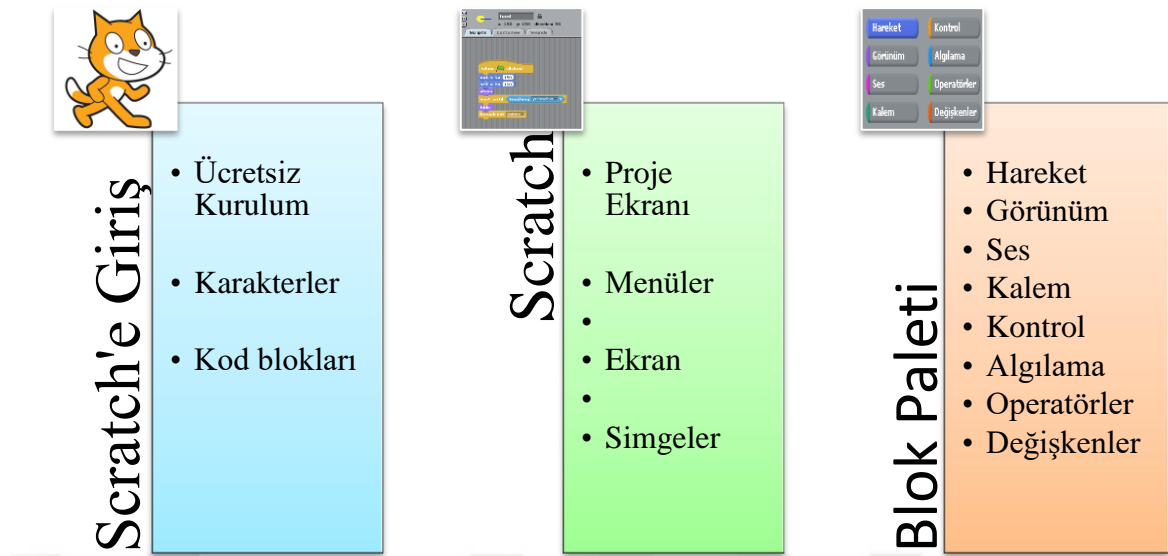 Scratch'e Giriş
• Ücretsiz
Kurulum
• Karakterler
• Kod blokları
Scripts
Scratch
• Proje
Ekranı
• Menüler
•
• Ekran
•
• Simgeler
Hareket
Kontrol
Görünüm
Algılama
Ses
Operatörler
Kalem
Değişkenler
Blok Paleti
• Hareket
• Görünüm
• Ses
• Kalem
• Kontrol
• Algılama
• Operatörler
• Değişkenler